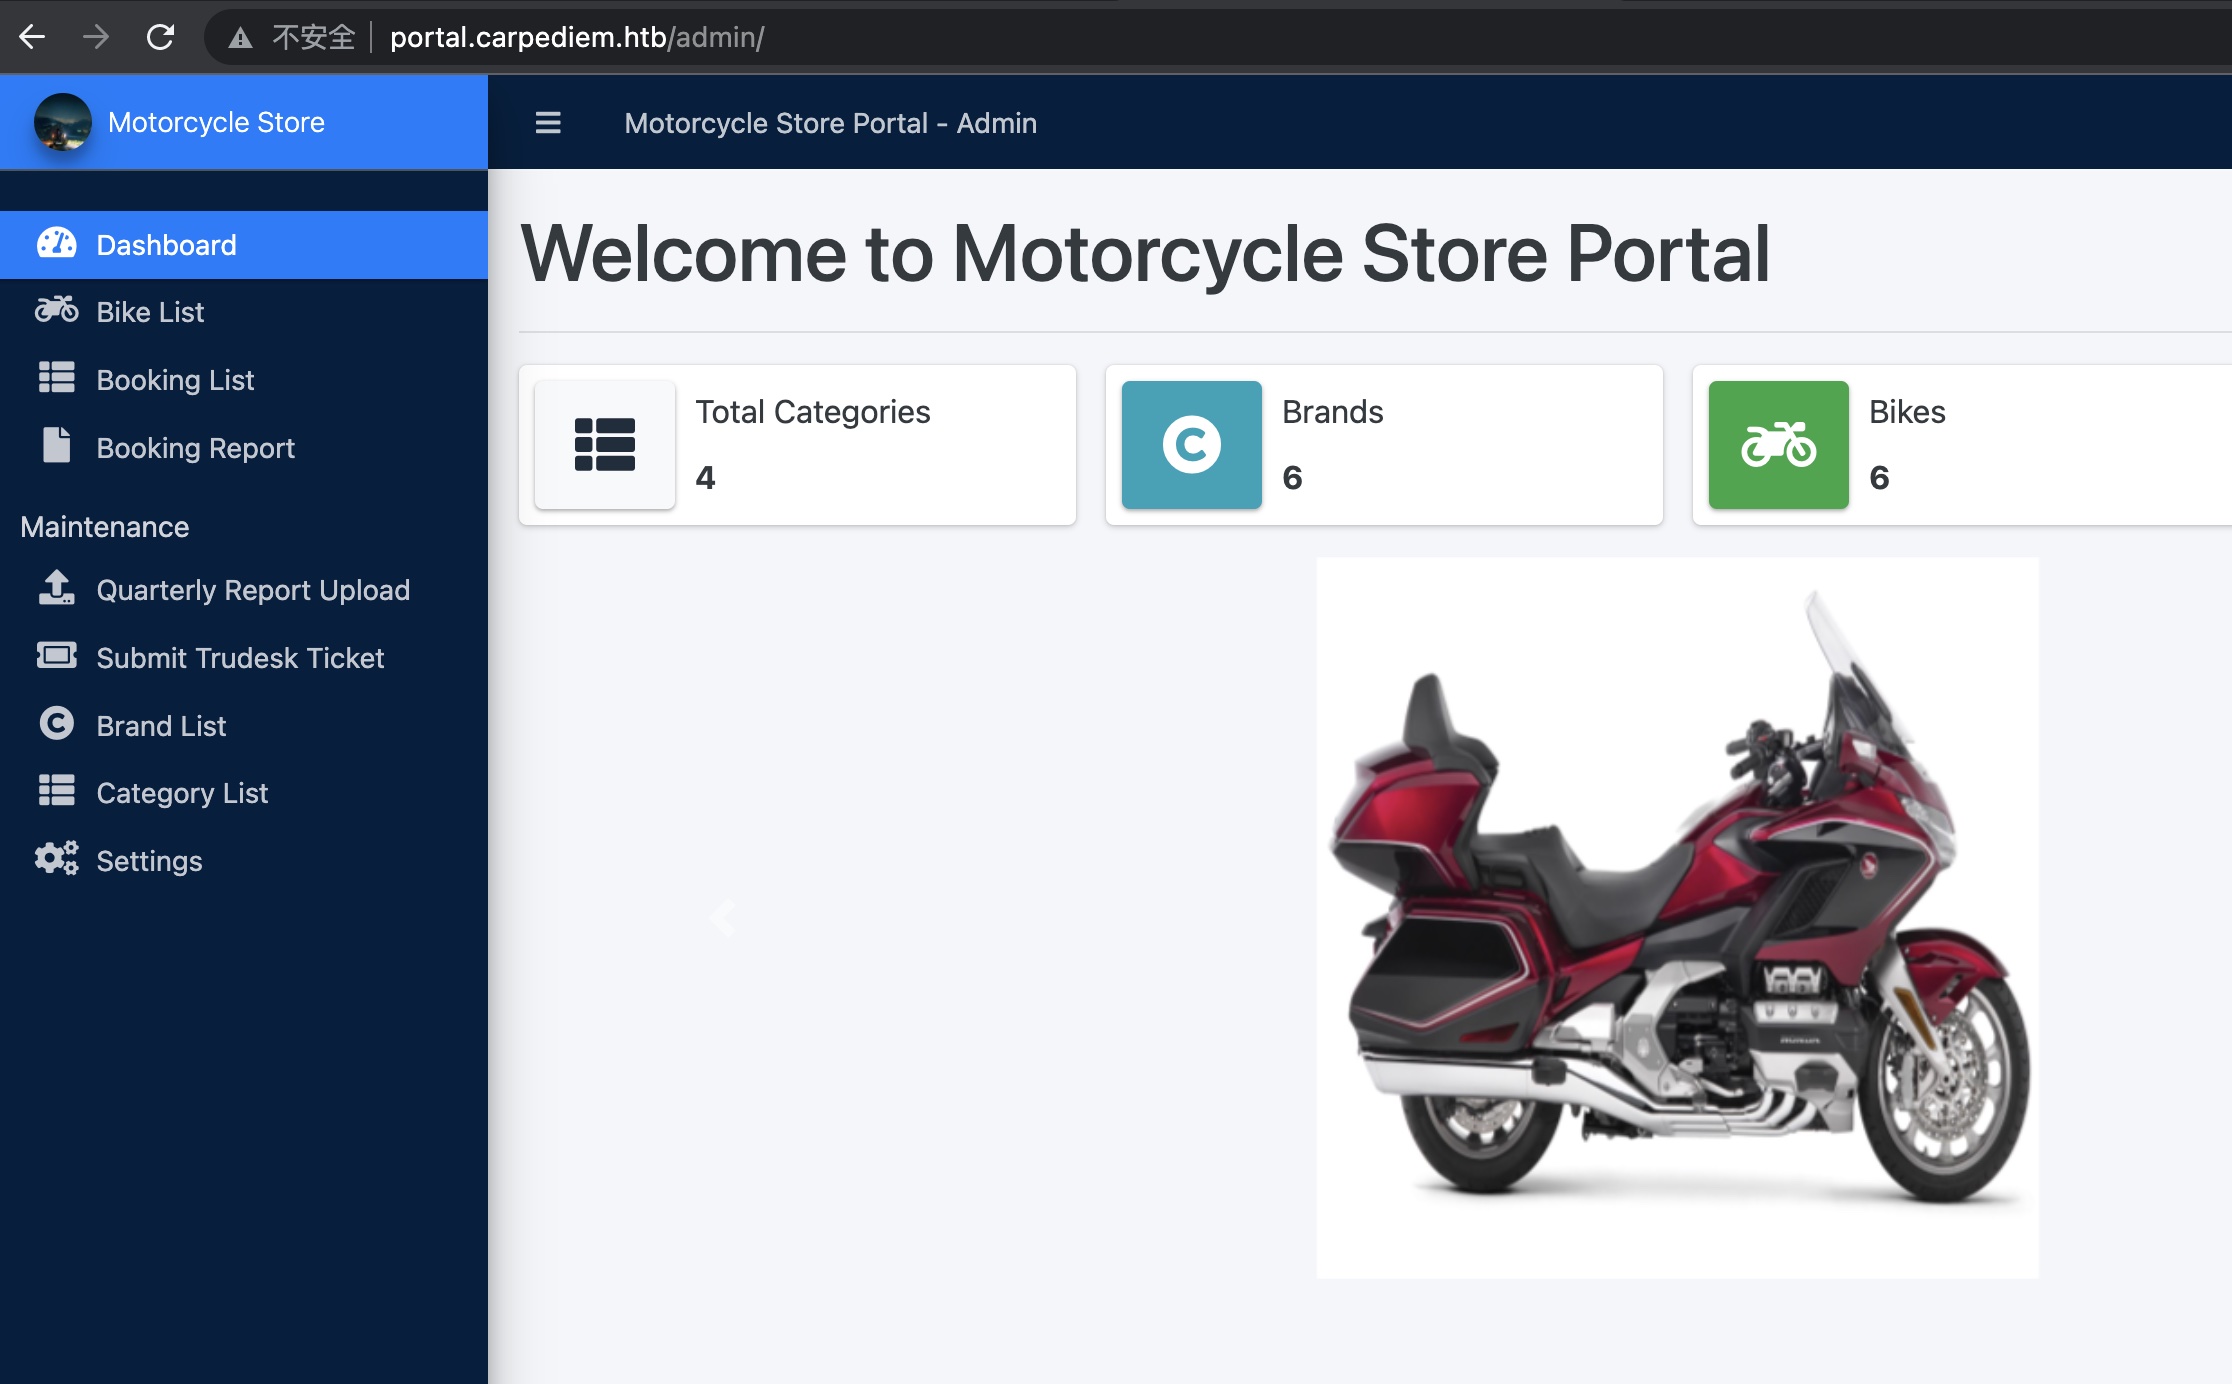 不安全 portal.carpediem.htb/admin/
Motorcycle Store
Motorcycle Store Portal - Admin
Dashboard
Bike List
Booking List
Booking Report
Maintenance
Quarterly Report Upload
Submit Trudesk Ticket
Brand List
Category List
Settings
Welcome to Motorcycle Store Portal
Total Categories
4
Brands
6
Bikes
6